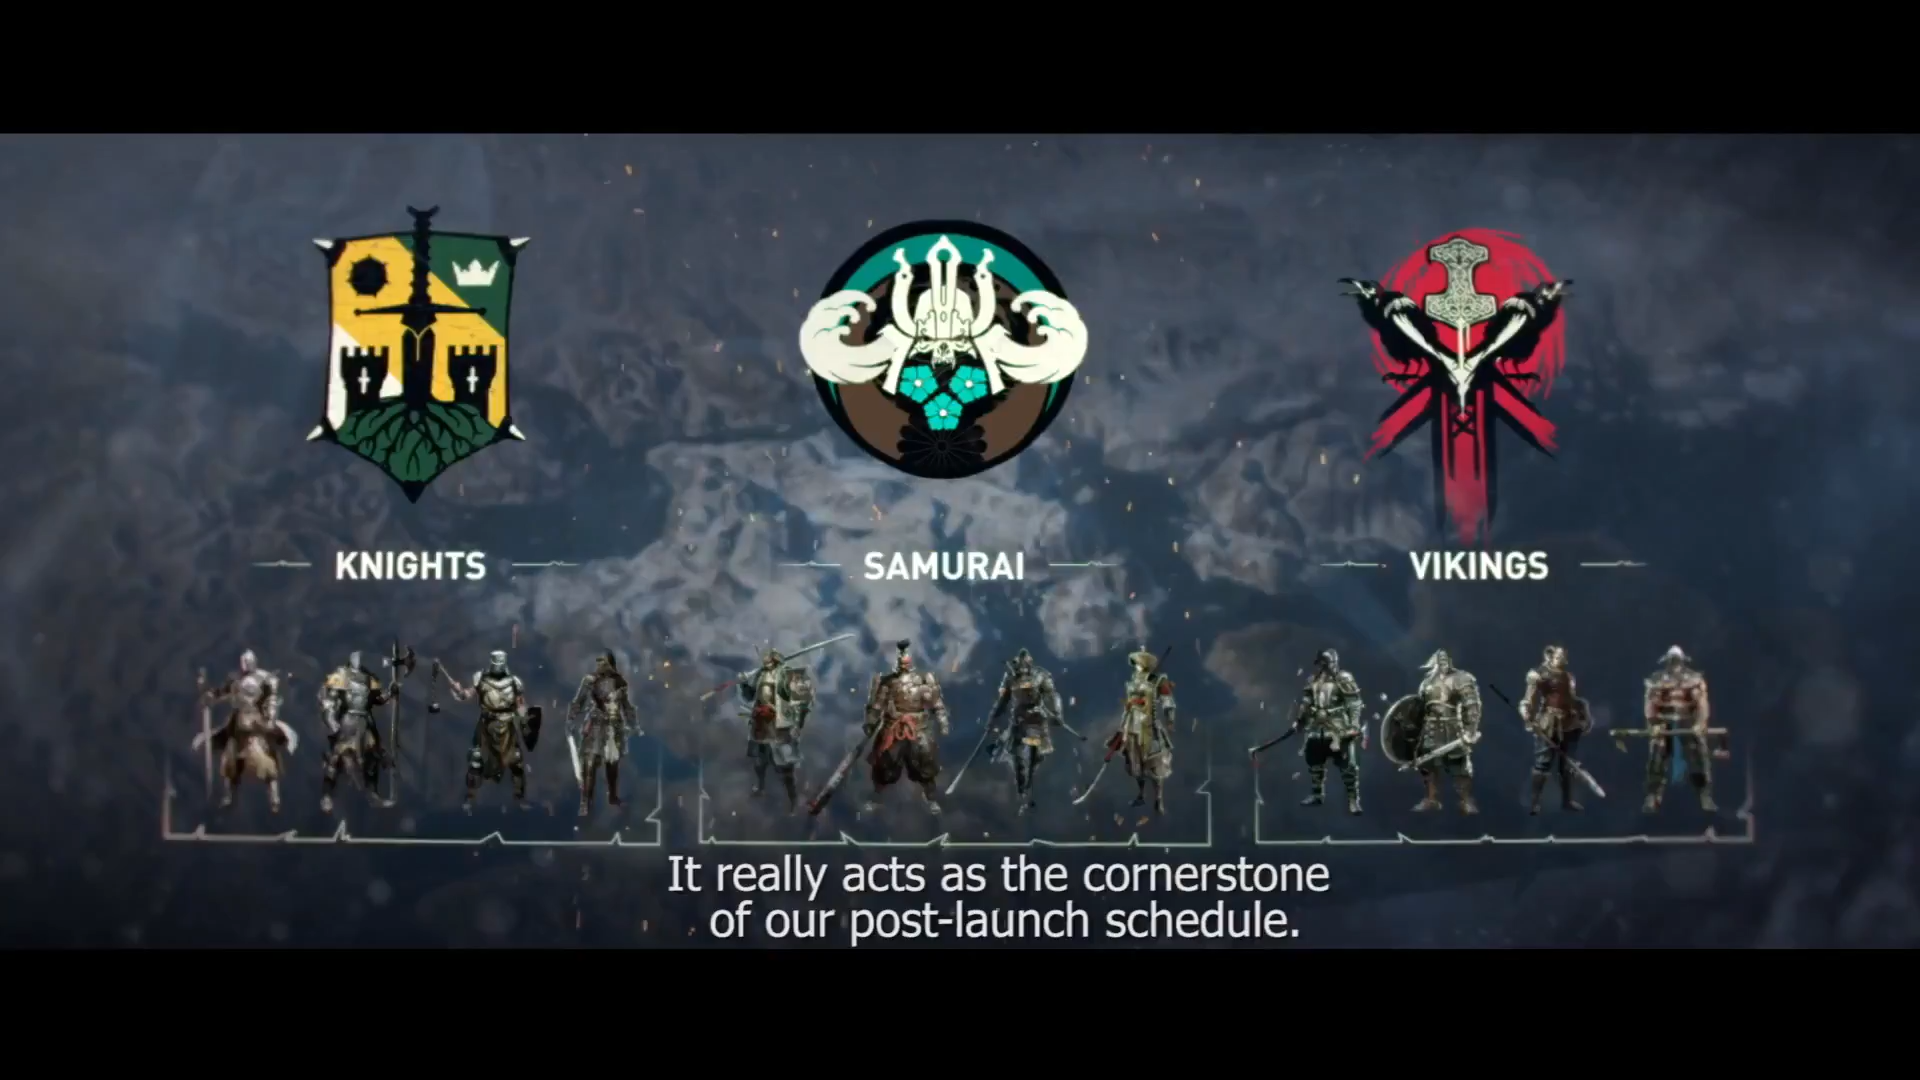 KNIGHTS
SAMURAI
VIKINGS
It really acts as the cornerstone
of our post-launch schedule.